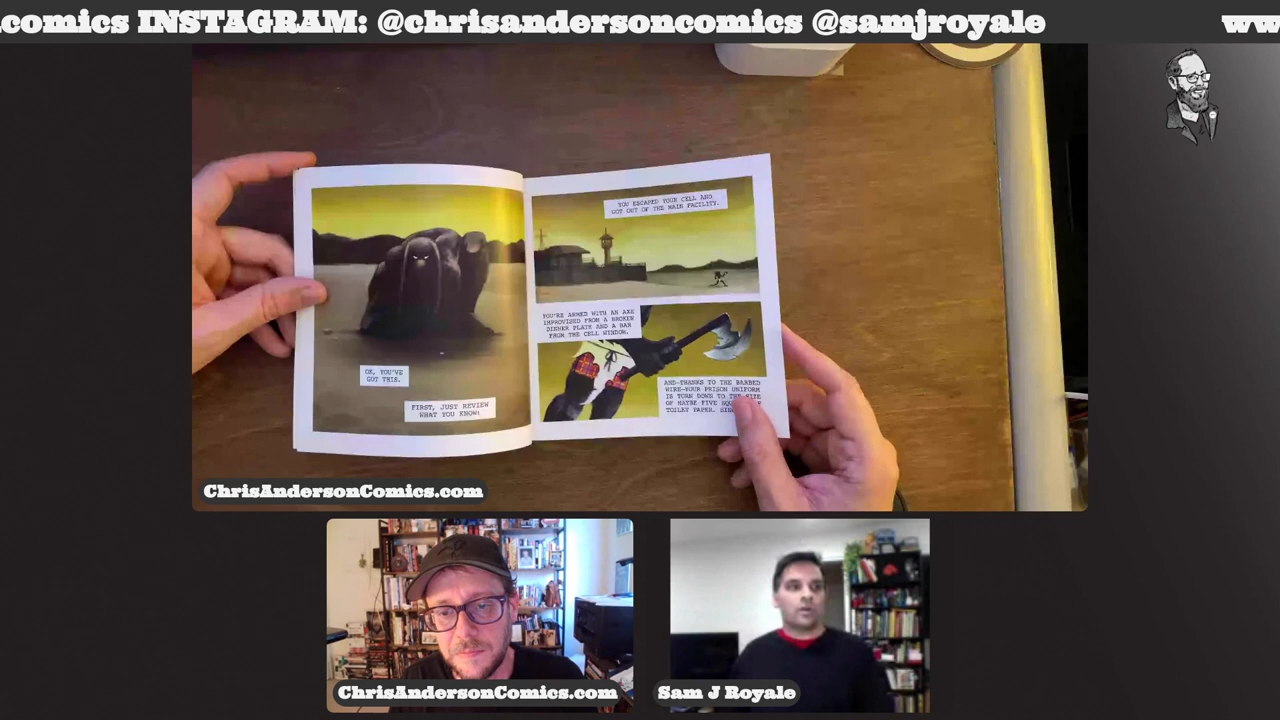 comics INSTAGRAM: @chrisandersoncomics @samjroyale
ww
YOU ESCAPED YOUR CELL AND
GOT OUT OF THE MAIN FACILITY.
YOU'RE ARMED WITH AN AXE
IMPROVISED FROM A BROKEN
DINNER PLATE AND A BAR
FROM THE CELL WINDOW.
OK, YOU'VE
GOT THIS.
FIRST, JUST REVIEW
WHAT YOU KNOW:
AND—THANKS TO THE BARBED
WIRE—YOUR PRISON UNIFORM
IS TORN DOWN TO THE SIZE
OF MAYBE FIVE
TOILET PAPER.
ChrisAndersonComics.com
ChrisAndersonComics.com
Sam J Royale